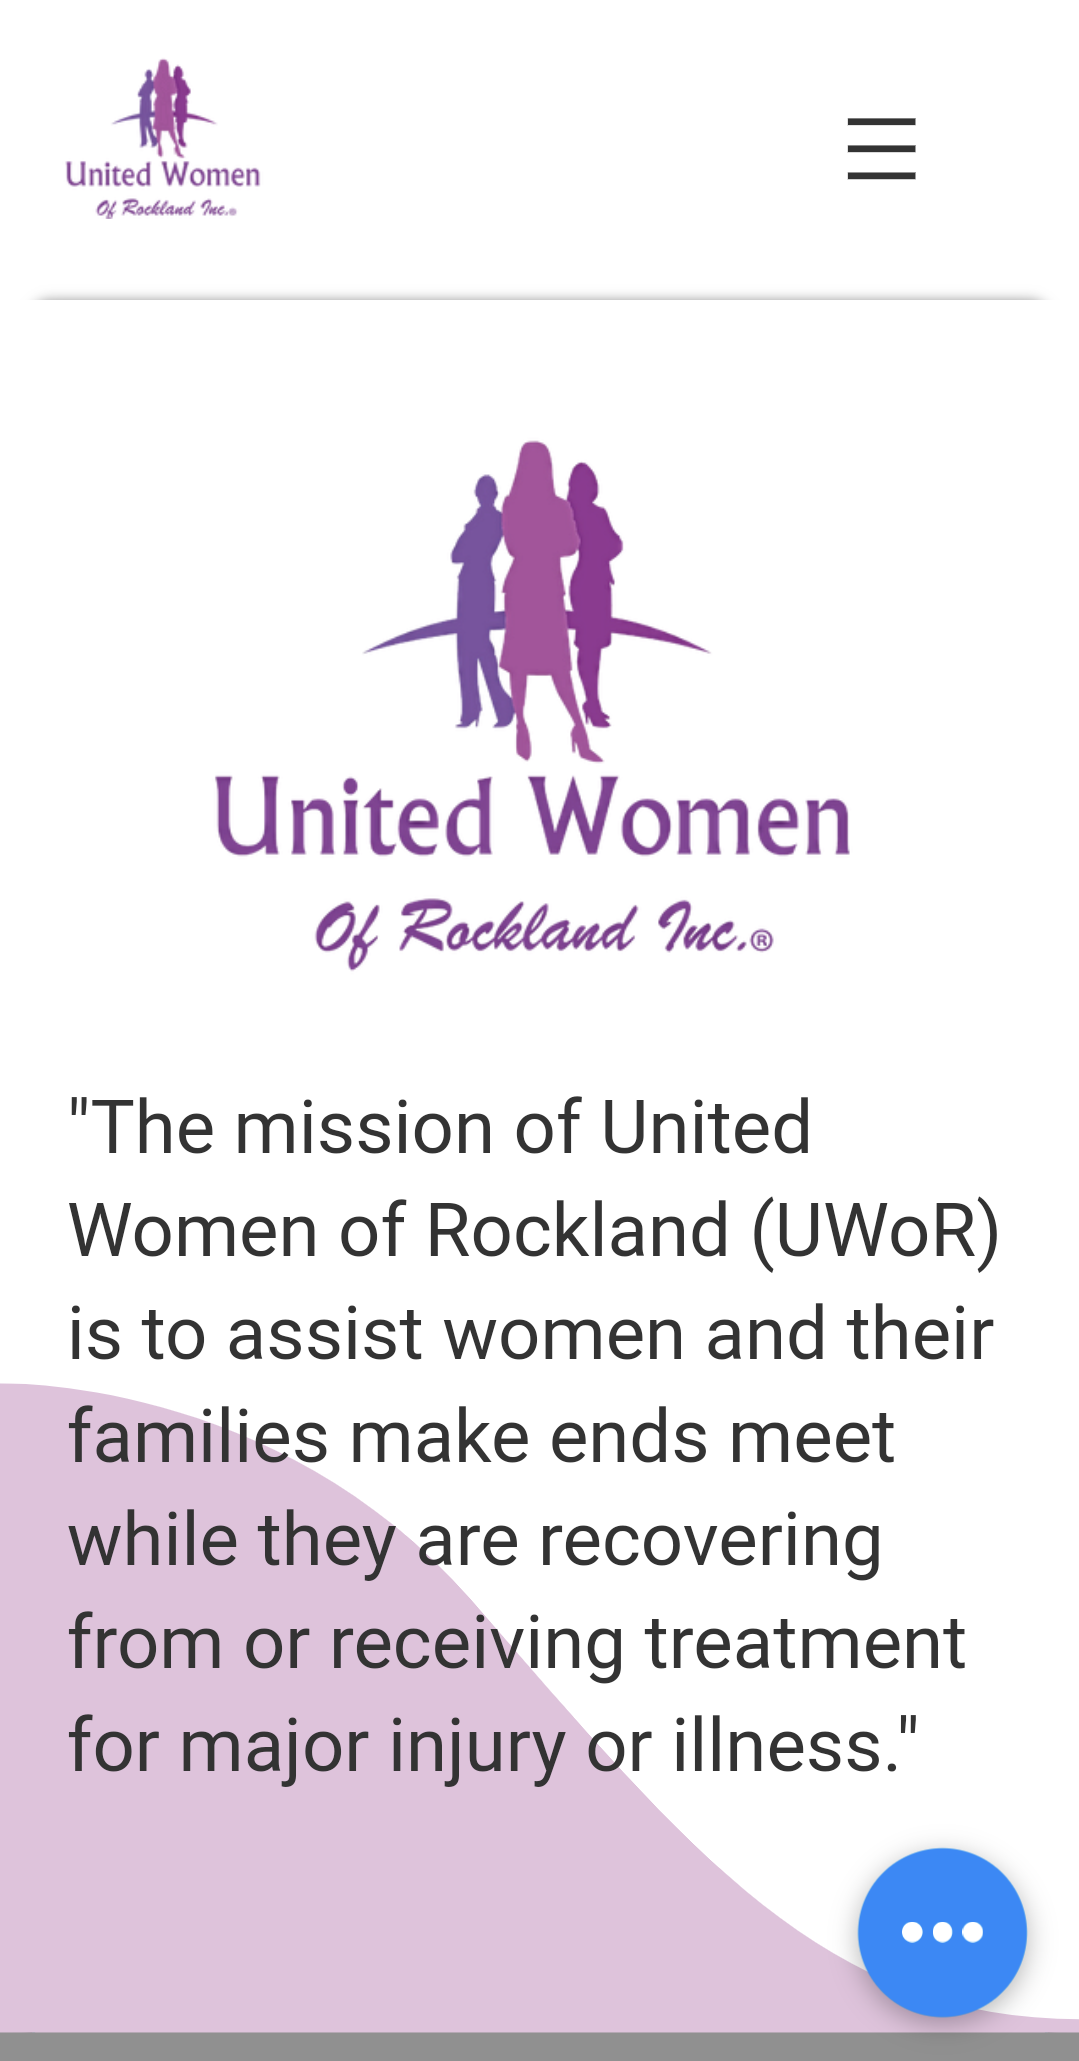 United Women
Of Rockland Inc.®
United Women
Of Rockland Inc.®
"The mission of United
Women of Rockland (UWoR)
is to assist women and their
families make ends meet
while they are recovering
from or receiving treatment
for major injury or illness."